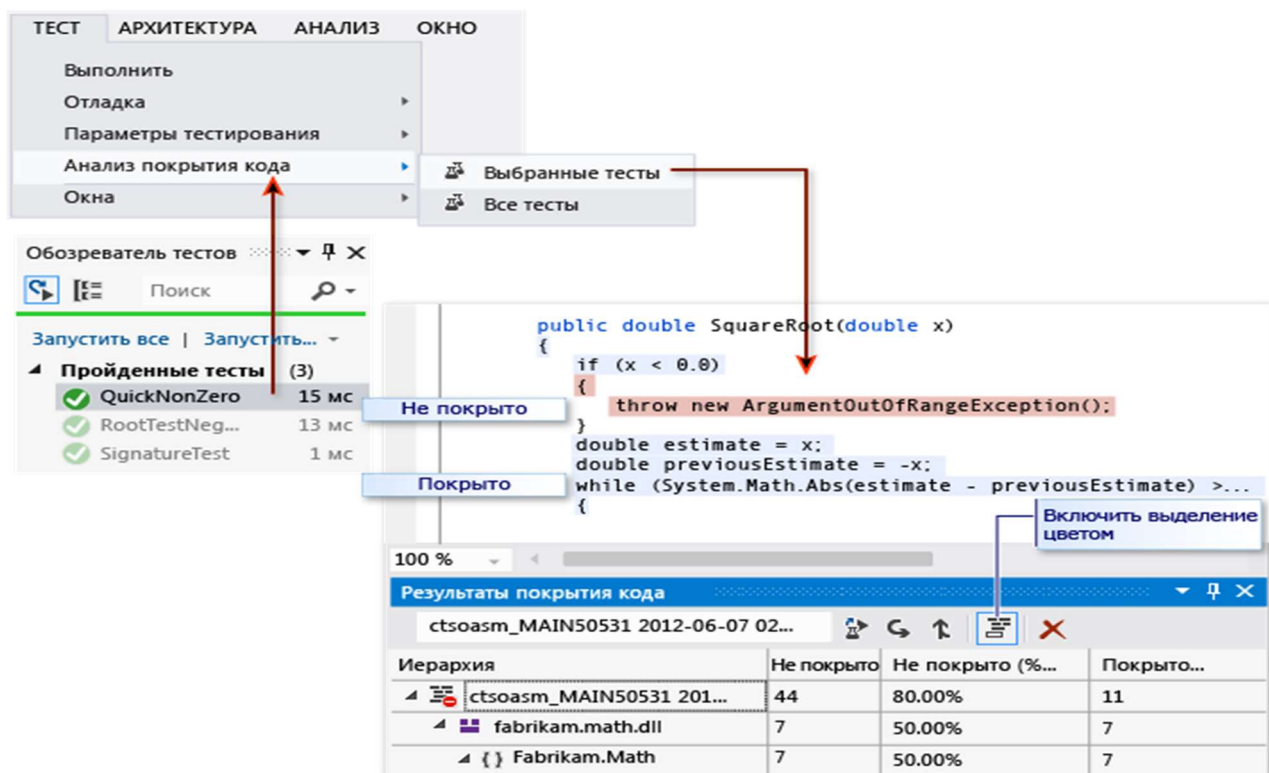 ТЕСТ АРХИТЕКТУРА АНАЛИЗ ОКНО
Выполнить
Отладка
Параметры тестирования
Анализ покрытия кода
Окна
Выбранные тесты
Все тесты
Обозреватель тестов
Поиск
Запустить все | Запустить...
Пройденные тесты (3)
QuickNonZero 15 мс
RootTestNeg... 13 мс
SignatureTest 1 мс
public double SquareRoot(double x)
{
if (x < 0.0)
{
throw new ArgumentOutOfRangeException();
}
double estimate = x;
double previousEstimate = -x;
while (System.Math.Abs(estimate - previousEstimate) >...
{
Не покрыто
Покрыто
Включить выделение
цветом
100 %
Результаты покрытия кода
ctsoasm_MAIN50531 2012-06-07 02...
Иерархия Не покрыто Не покрыто (%... Покрыто...
ctsoasm_MAIN50531 201... 44 80.00% 11
fabrikam.math.dll 7 50.00% 7
{ } Fabrikam.Math 7 50.00% 7